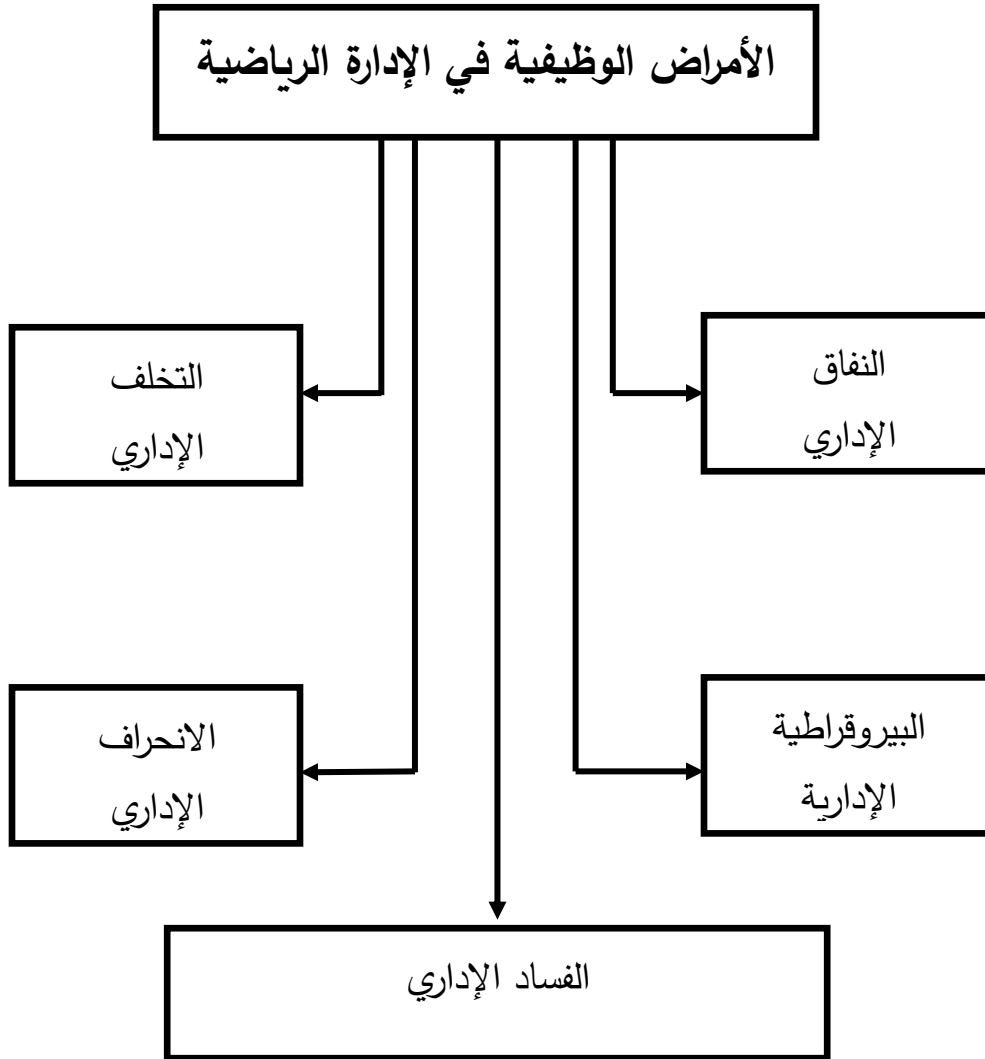 الأمراض الوظيفية في الإدارة الرياضية
النفاق
الإداري
التخلف
الإداري
البيروقراطية
الإدارية
الانحراف
الإداري
الفساد الإداري